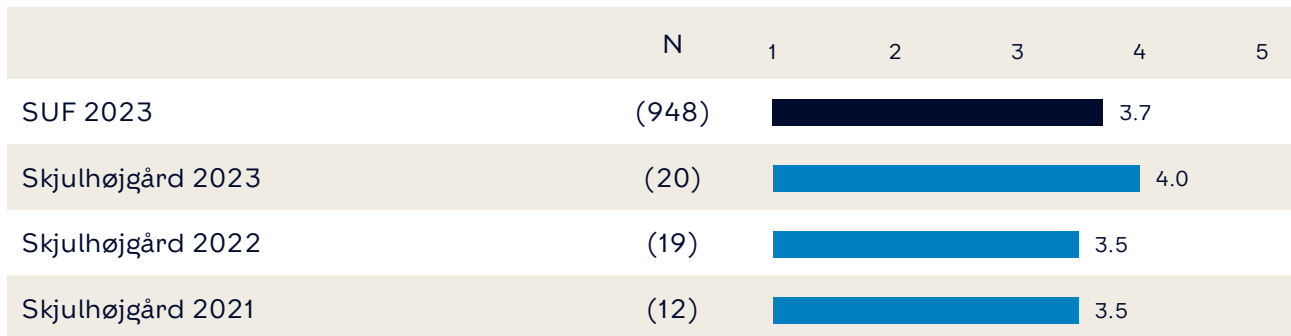 N 1 2 3 4 5
SUF 2023 (948) 3.7
Skjulhøjgård 2023 (20) 4.0
Skjulhøjgård 2022 (19) 3.5
Skjulhøjgård 2021 (12) 3.5